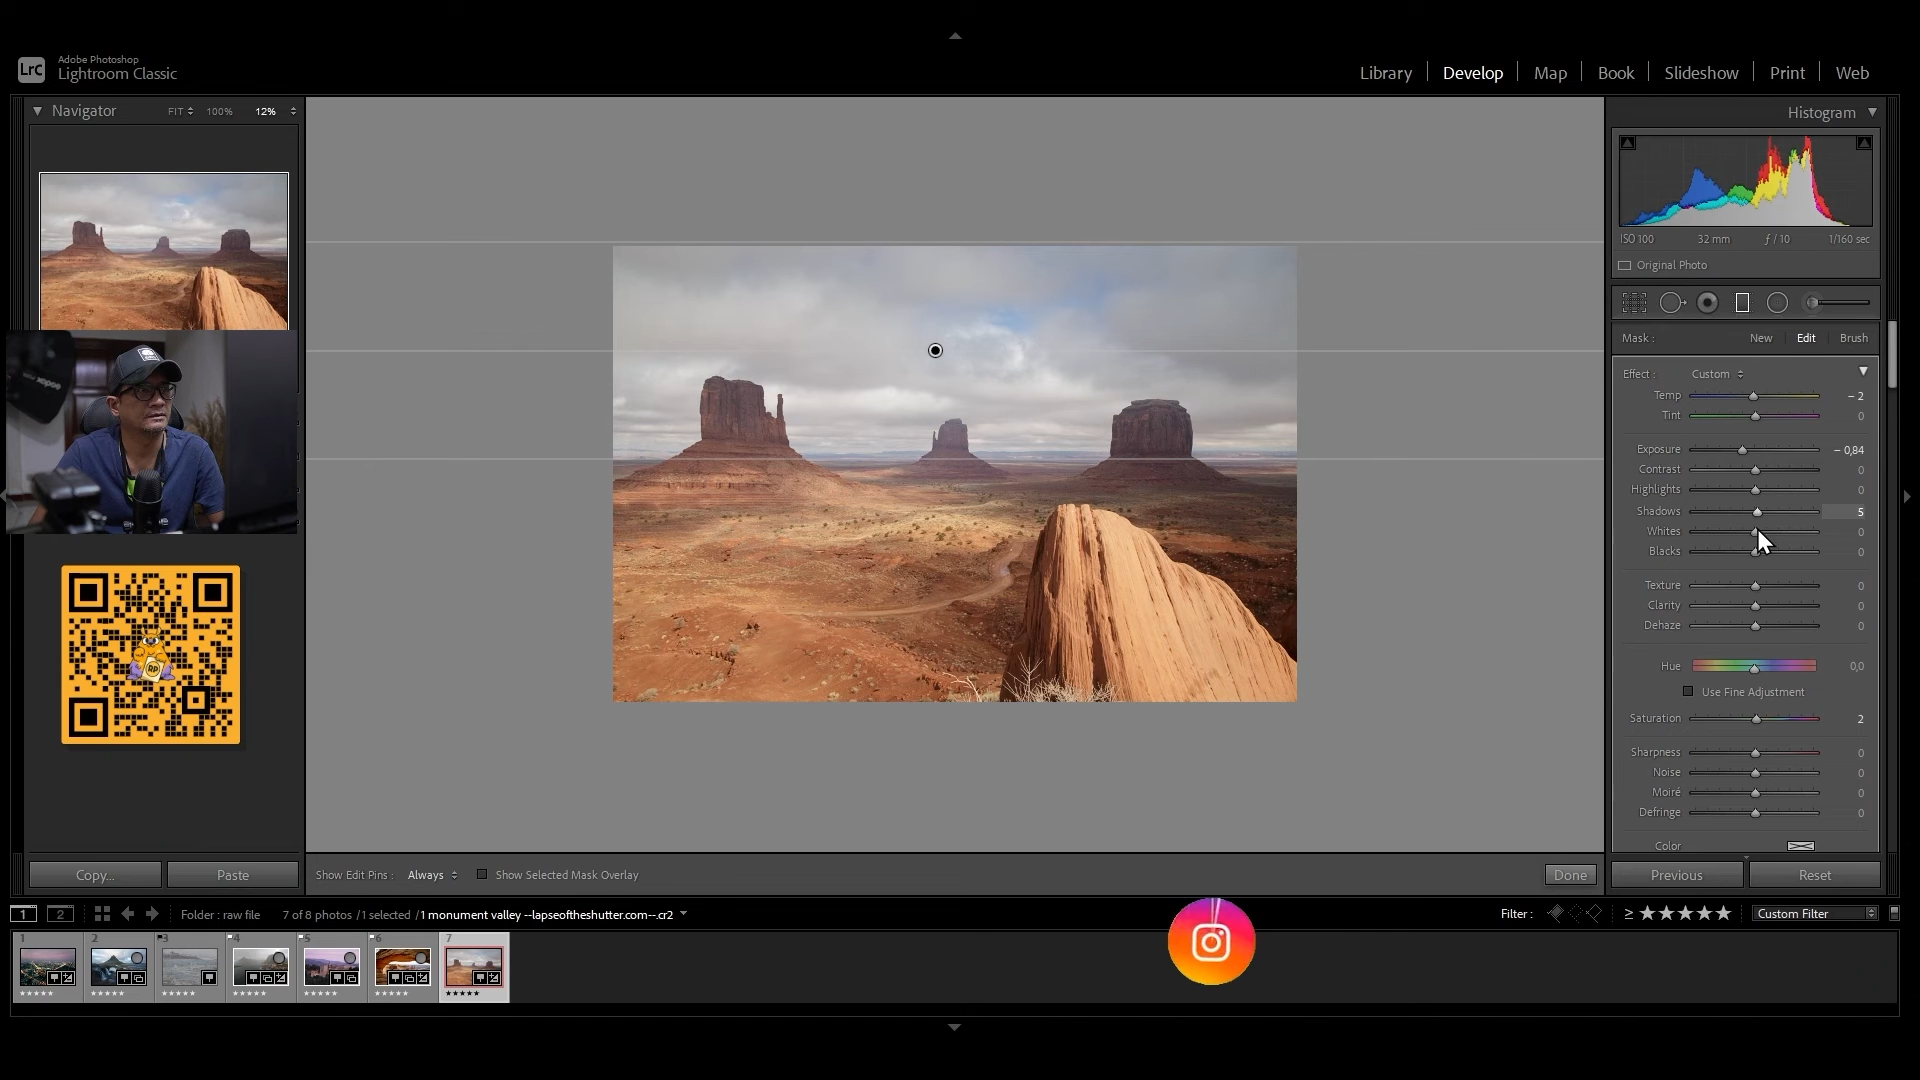 Lrc
Adobe Photoshop
Lightroom Classic
Library
Develop
Map
Book
Slideshow
Print
Web
Navigator
FIT
100%
12%
Histogram
ISO 100
32 mm
ƒ / 10
1/160 sec
Original Photo
Mask :
New
Edit
Brush
Effect :
Custom
Temp
– 2
Tint
0
Exposure
– 0,84
Contrast
0
Highlights
0
Shadows
5
Whites
0
Blacks
0
Texture
0
Clarity
0
Dehaze
0
Hue
0,0
Use Fine Adjustment
Saturation
2
Sharpness
0
Noise
0
Moiré
0
Defringe
0
Color
RP
Copy...
Paste
Show Edit Pins :
Always
Show Selected Mask Overlay
Done
Previous
Reset
1
2
Folder : raw file
7 of 8 photos / 1 selected / 1 monument valley --lapseoftheshutter.com--.cr2
Filter :
≥ ★★★★★
Custom Filter
1
2
3
4
5
6
7